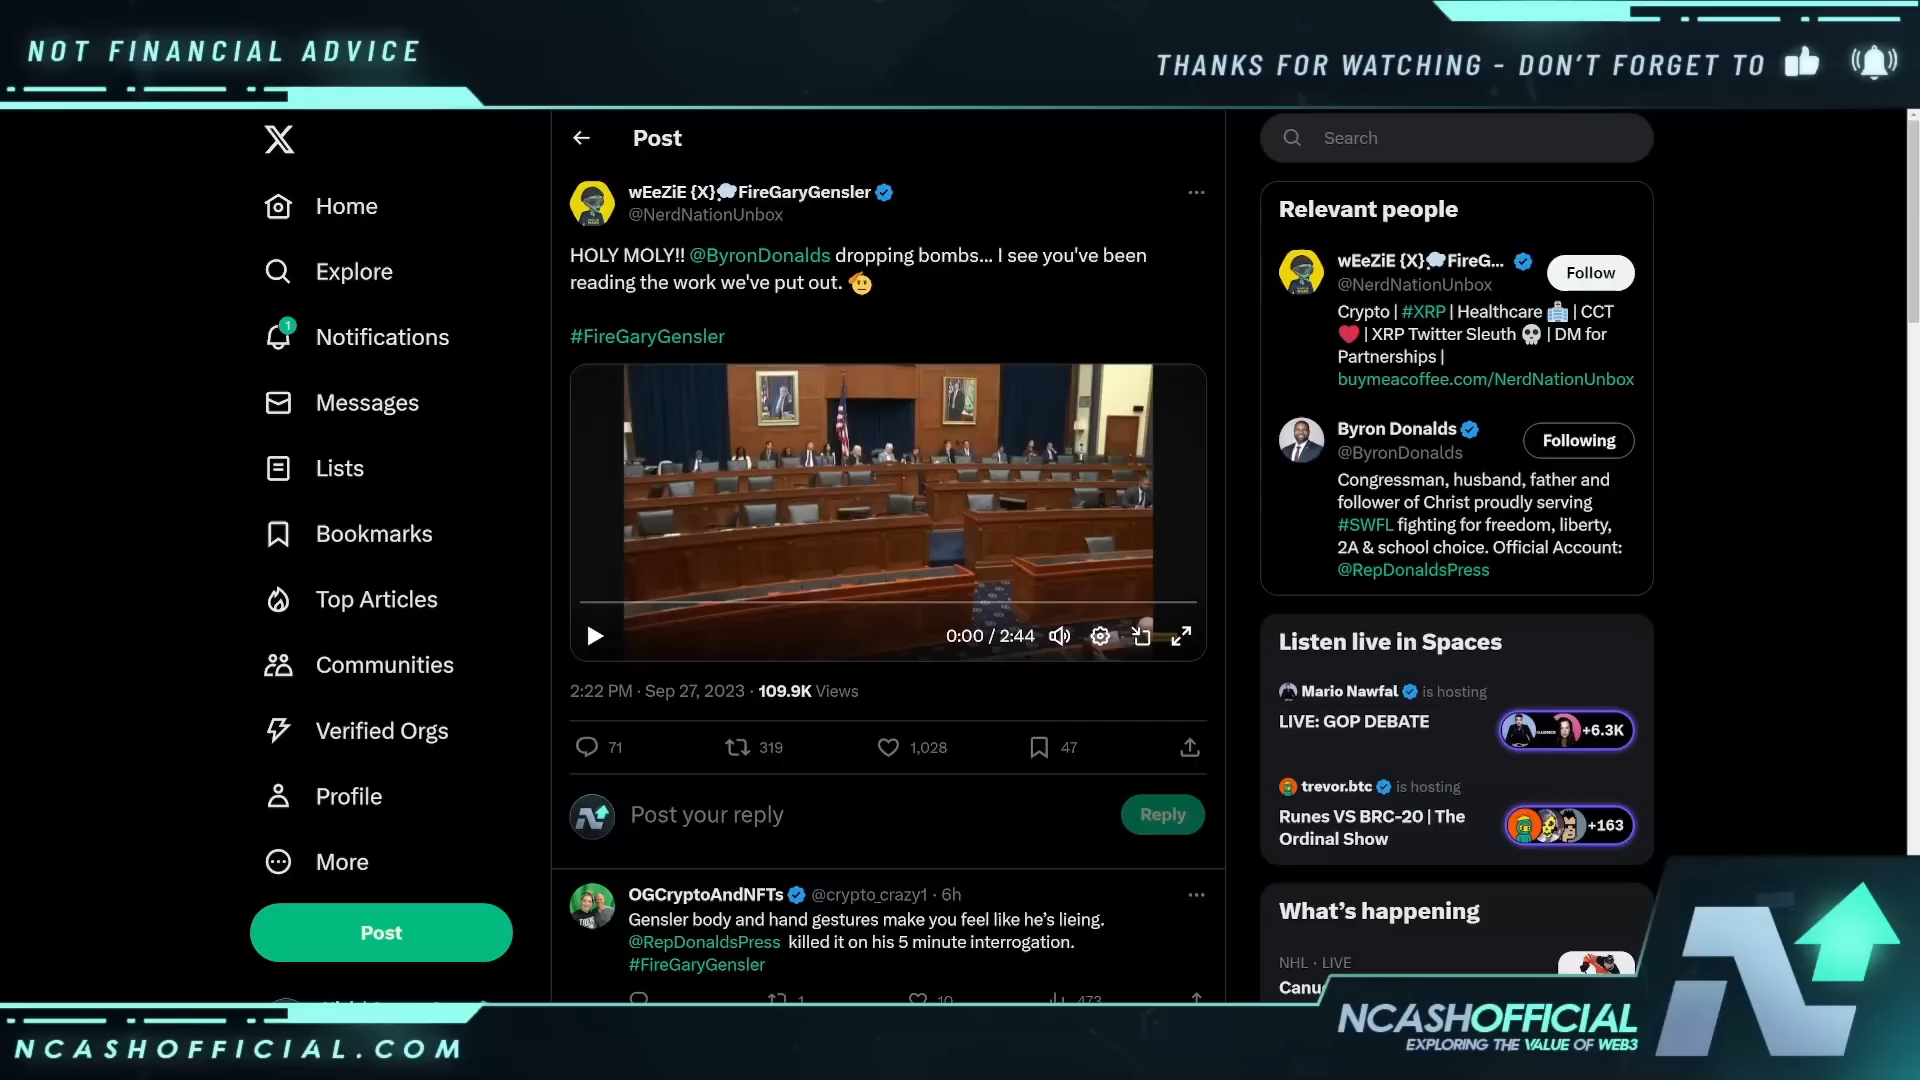 NOT FINANCIAL ADVICE
THANKS FOR WATCHING - DON'T FORGET TO
Home
Explore
1
Notifications
Messages
Lists
Bookmarks
Top Articles
Communities
Verified Orgs
Profile
More
Post
Post
wEeZiE {X}💭FireGaryGensler
@NerdNationUnbox
HOLY MOLY!! @ByronDonalds dropping bombs... I see you've been
reading the work we've put out. 🫡
#FireGaryGensler
0:00 / 2:44
2:22 PM · Sep 27, 2023 · 109.9K Views
71
319
1,028
47
Post your reply
Reply
OGCryptoAndNFTs @crypto_crazy1 · 6h
Gensler body and hand gestures make you feel like he's lieing.
@RepDonaldsPress killed it on his 5 minute interrogation.
#FireGaryGensler
1
10
473
Search
Relevant people
wEeZiE {X}💭FireG...
@NerdNationUnbox
Follow
Crypto | #XRP | Healthcare 🏥 | CCT
❤️ | XRP Twitter Sleuth 💀 | DM for
Partnerships |
buymeacoffee.com/NerdNationUnbox
Byron Donalds
@ByronDonalds
Following
Congressman, husband, father and
follower of Christ proudly serving
#SWFL fighting for freedom, liberty,
2A & school choice. Official Account:
@RepDonaldsPress
Listen live in Spaces
Mario Nawfal is hosting
LIVE: GOP DEBATE
+6.3K
trevor.btc is hosting
Runes VS BRC-20 | The
Ordinal Show
+163
What's happening
NHL · LIVE
NCASHOFFICIAL.COM
NCASHOFFICIAL
EXPLORING THE VALUE OF WEB3